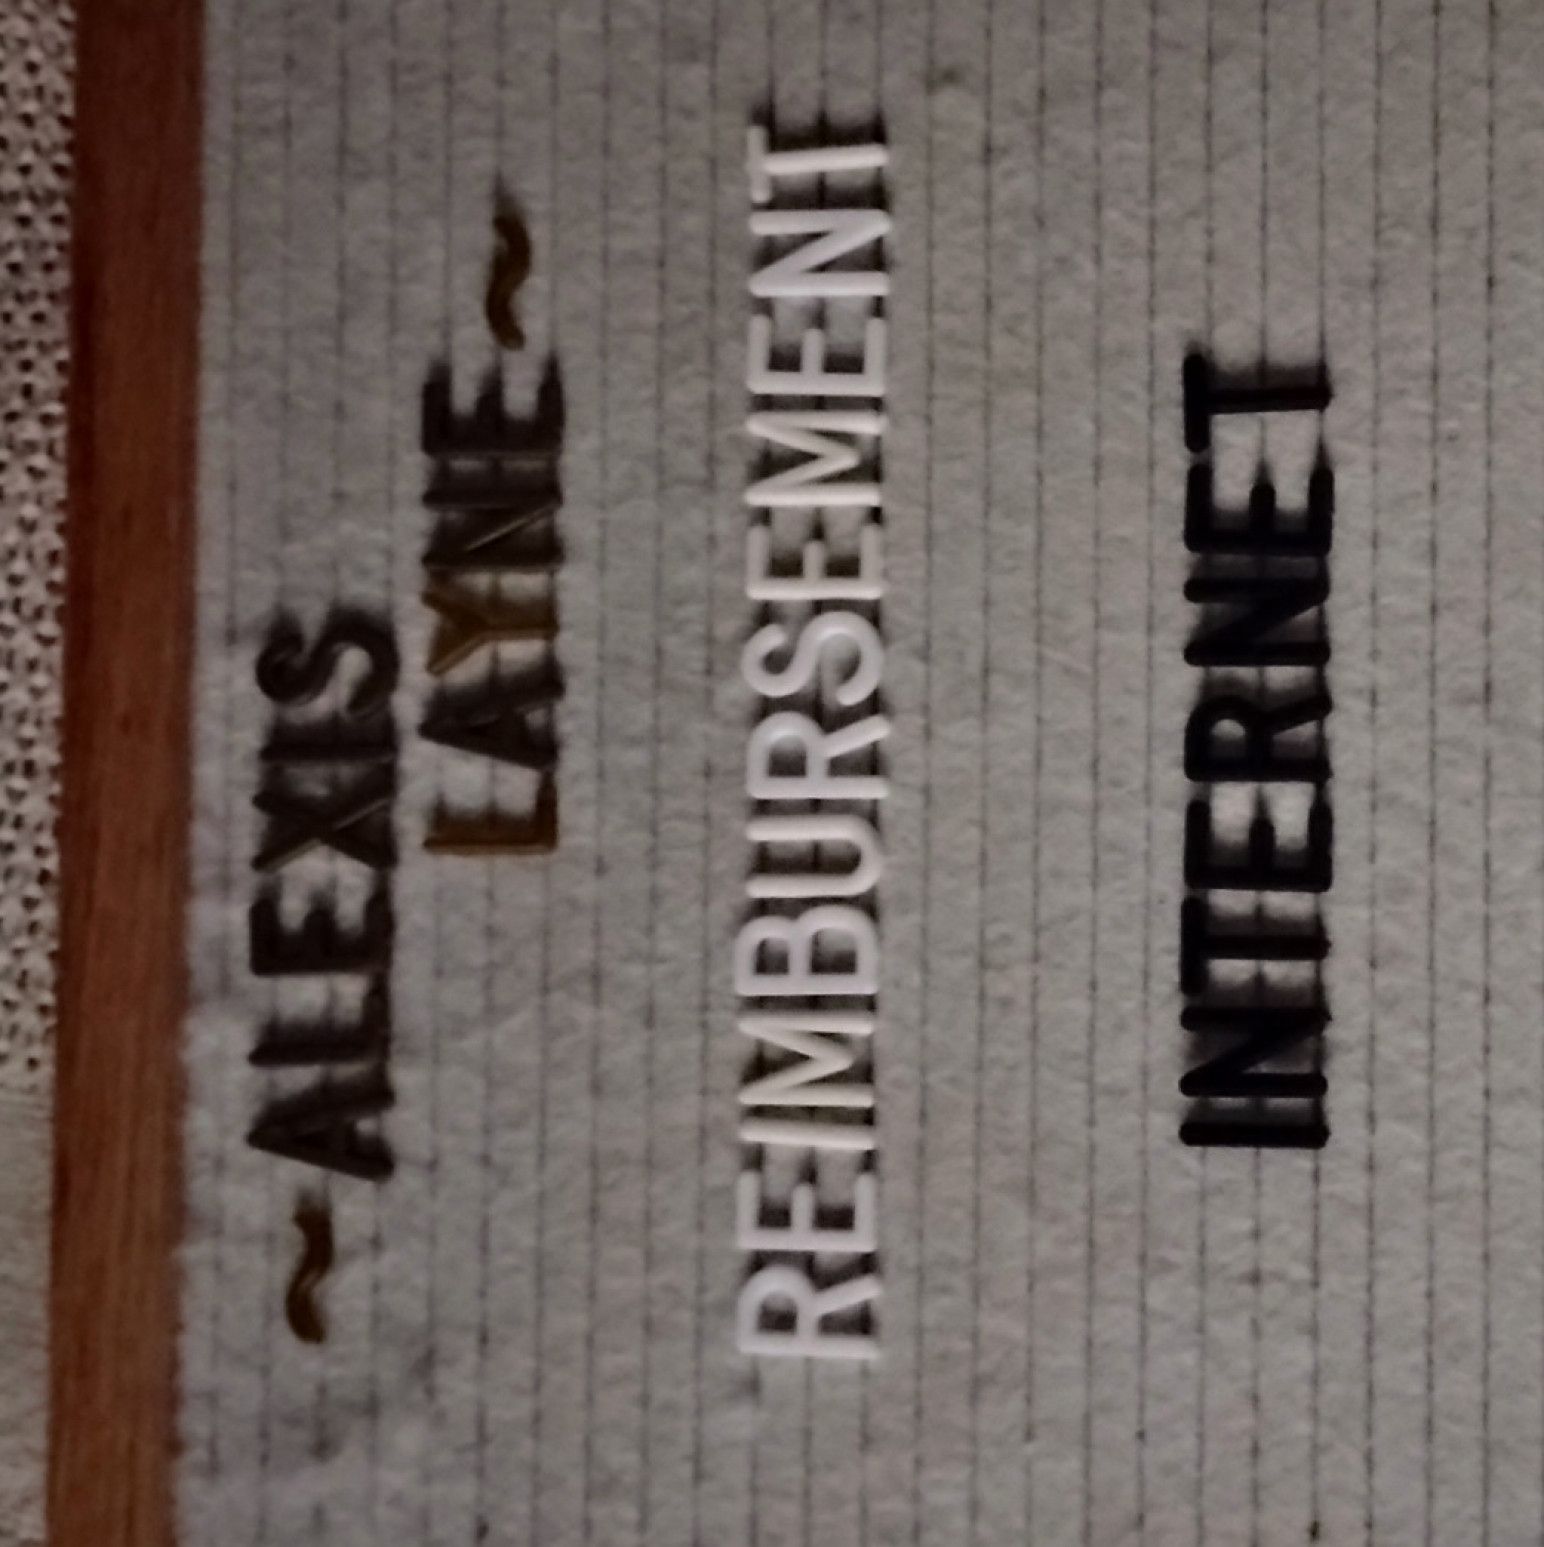 ~ALEXIS
LAYNE~
REIMBURSEMENT
INTERNET